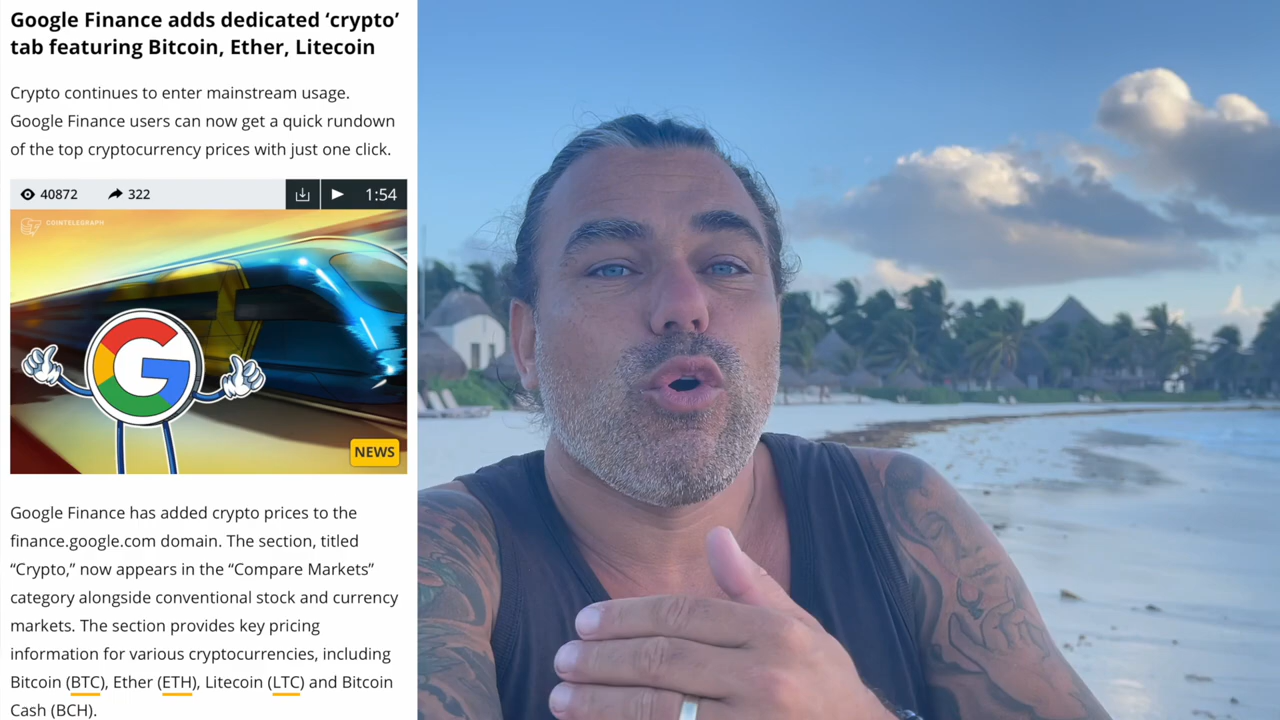 Google Finance adds dedicated ‘crypto’
tab featuring Bitcoin, Ether, Litecoin
Crypto continues to enter mainstream usage.
Google Finance users can now get a quick rundown
of the top cryptocurrency prices with just one click.
40872 322 1:54
COINTELEGRAPH
G
NEWS
Google Finance has added crypto prices to the
finance.google.com domain. The section, titled
“Crypto,” now appears in the “Compare Markets”
category alongside conventional stock and currency
markets. The section provides key pricing
information for various cryptocurrencies, including
Bitcoin (BTC), Ether (ETH), Litecoin (LTC) and Bitcoin
Cash (BCH).